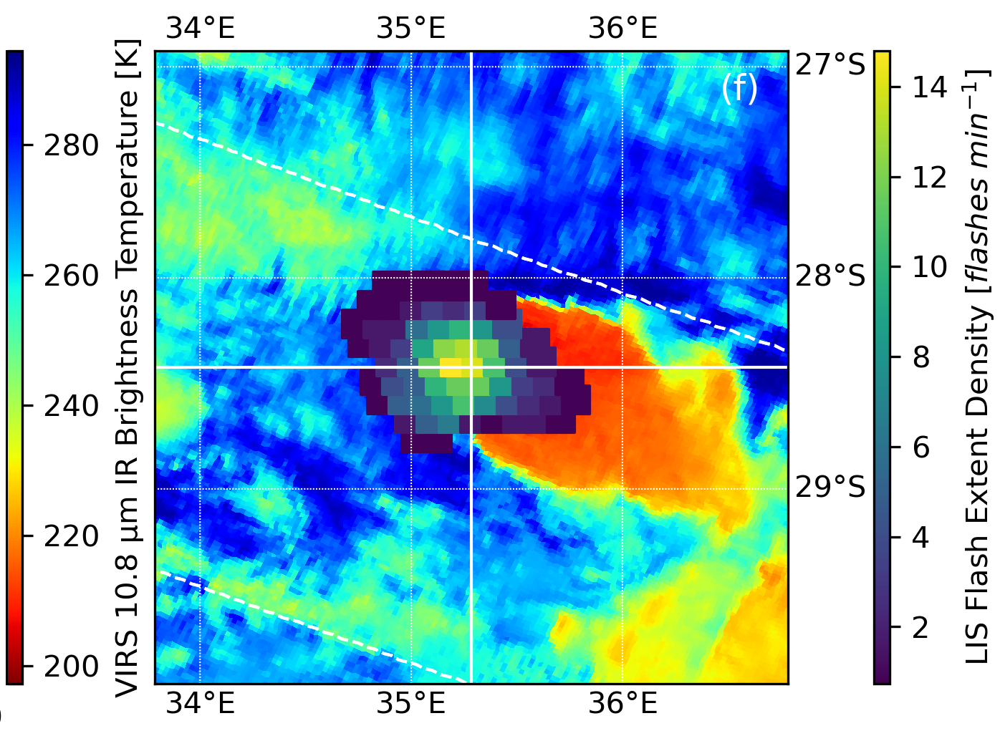 34°E 35°E 36°E
280
260
240
220
200
VIRS 10.8 µm IR Brightness Temperature [K]
(f)
27°S
28°S
29°S
34°E 35°E 36°E
14
12
10
8
6
4
2
LIS Flash Extent Density [flashes min⁻¹]